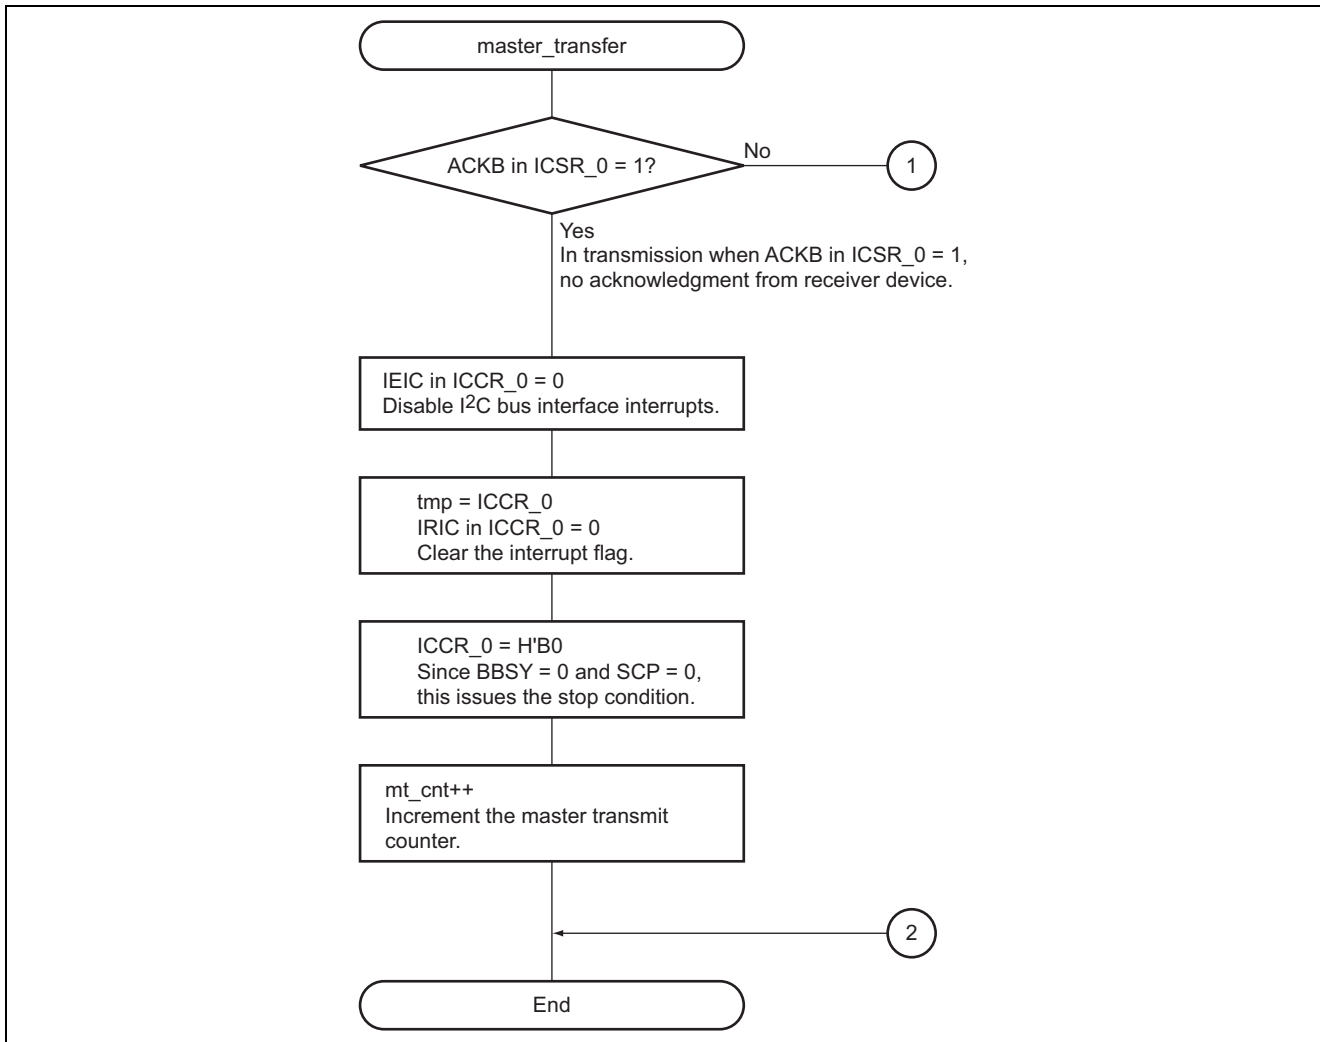 master_transfer
ACKB in ICSR_0 = 1?
No
1
Yes
In transmission when ACKB in ICSR_0 = 1,
no acknowledgment from receiver device.
IEIC in ICCR_0 = 0
Disable I2C bus interface interrupts.
tmp = ICCR_0
IRIC in ICCR_0 = 0
Clear the interrupt flag.
ICCR_0 = H'B0
Since BBSY = 0 and SCP = 0,
this issues the stop condition.
mt_cnt++
Increment the master transmit
counter.
2
End